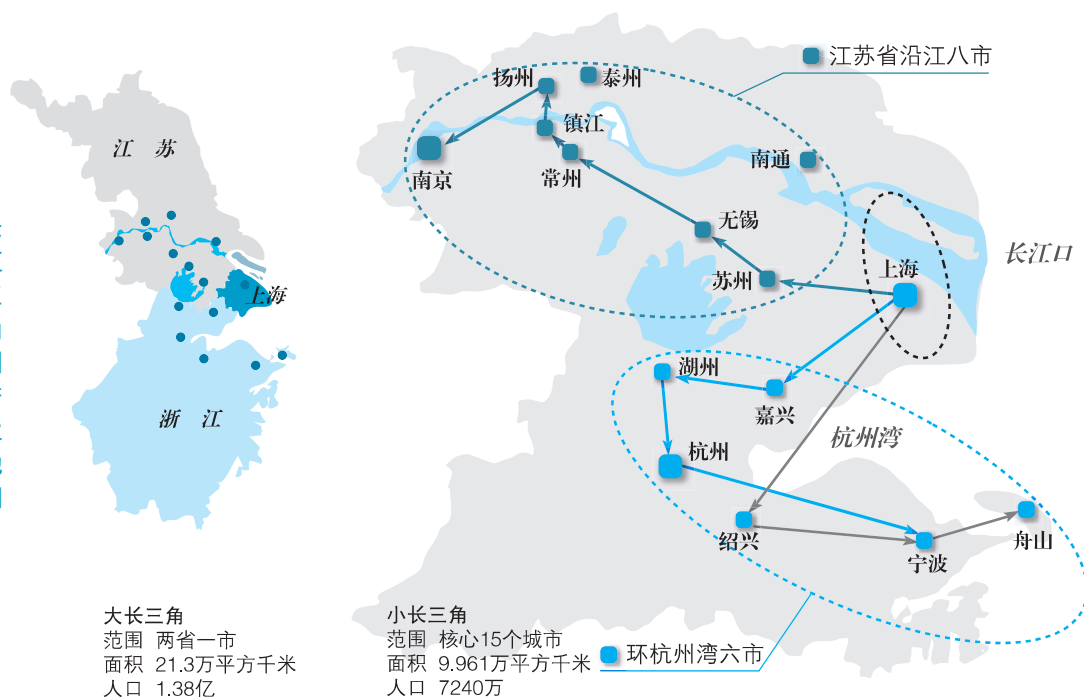 江苏省沿江八市
扬州
泰州
镇江
南京
常州
南通
无锡
苏州
上海
长江口
湖州
嘉兴
杭州
杭州湾
绍兴
宁波
舟山
江 苏
上海
浙 江
大长三角
范围 两省一市
面积 21.3万平方千米
人口 1.38亿
小长三角
范围 核心15个城市
面积 9.961万平方千米
人口 7240万
环杭州湾六市